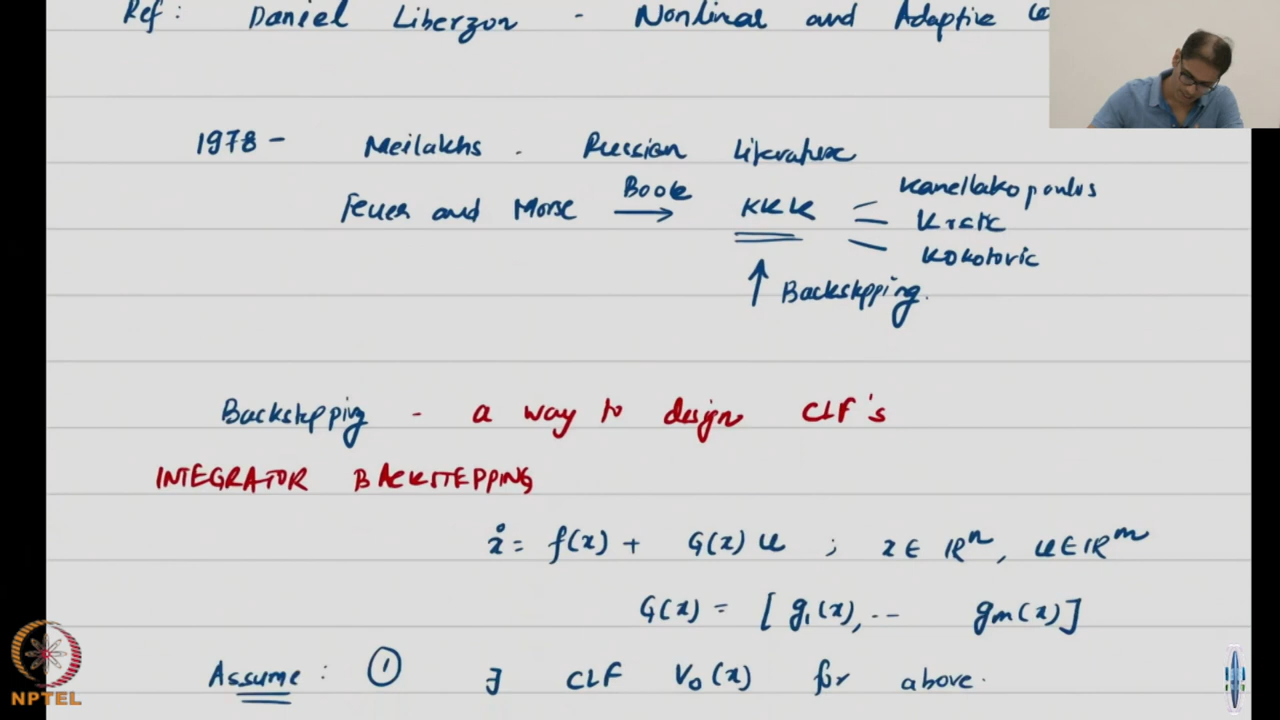 Ref: Daniel Liberzon - Nonlinear and Adaptive
1978 - Meilakhs. Russian Literature
Feuer and Morse Book → KKK Kanellakopoulos
Krstic
Kokotovic
↑ Backstepping.
Backstepping - a way to design CLF's
INTEGRATOR BACKSTEPPING
ẋ = f(x) + G(x) u ; x ∈ ℝⁿ, u ∈ ℝᵐ
G(x) = [g₁(x), -- gm(x)]
Assume: ① ∃ CLF V₀(x) for above.
NPTEL